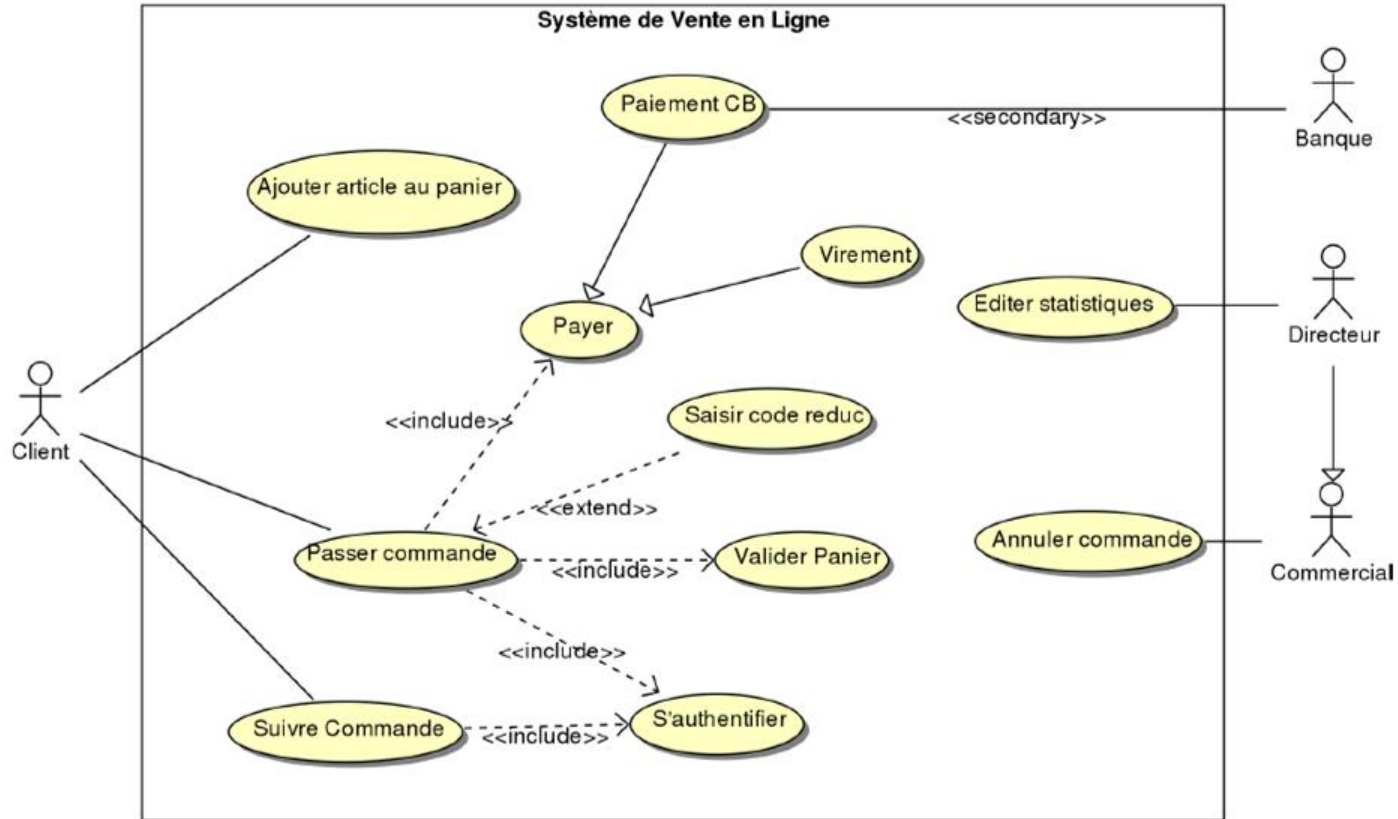 Système de Vente en Ligne
Paiement CB
<<secondary>>
Banque
Ajouter article au panier
Virement
Editer statistiques
Payer
Directeur
Saisir code reduc
<<include>>
Client
<<extend>>
Passer commande
<<include>>
Valider Panier
Annuler commande
Commercial
<<include>>
Suivre Commande
<<include>>
S'authentifier